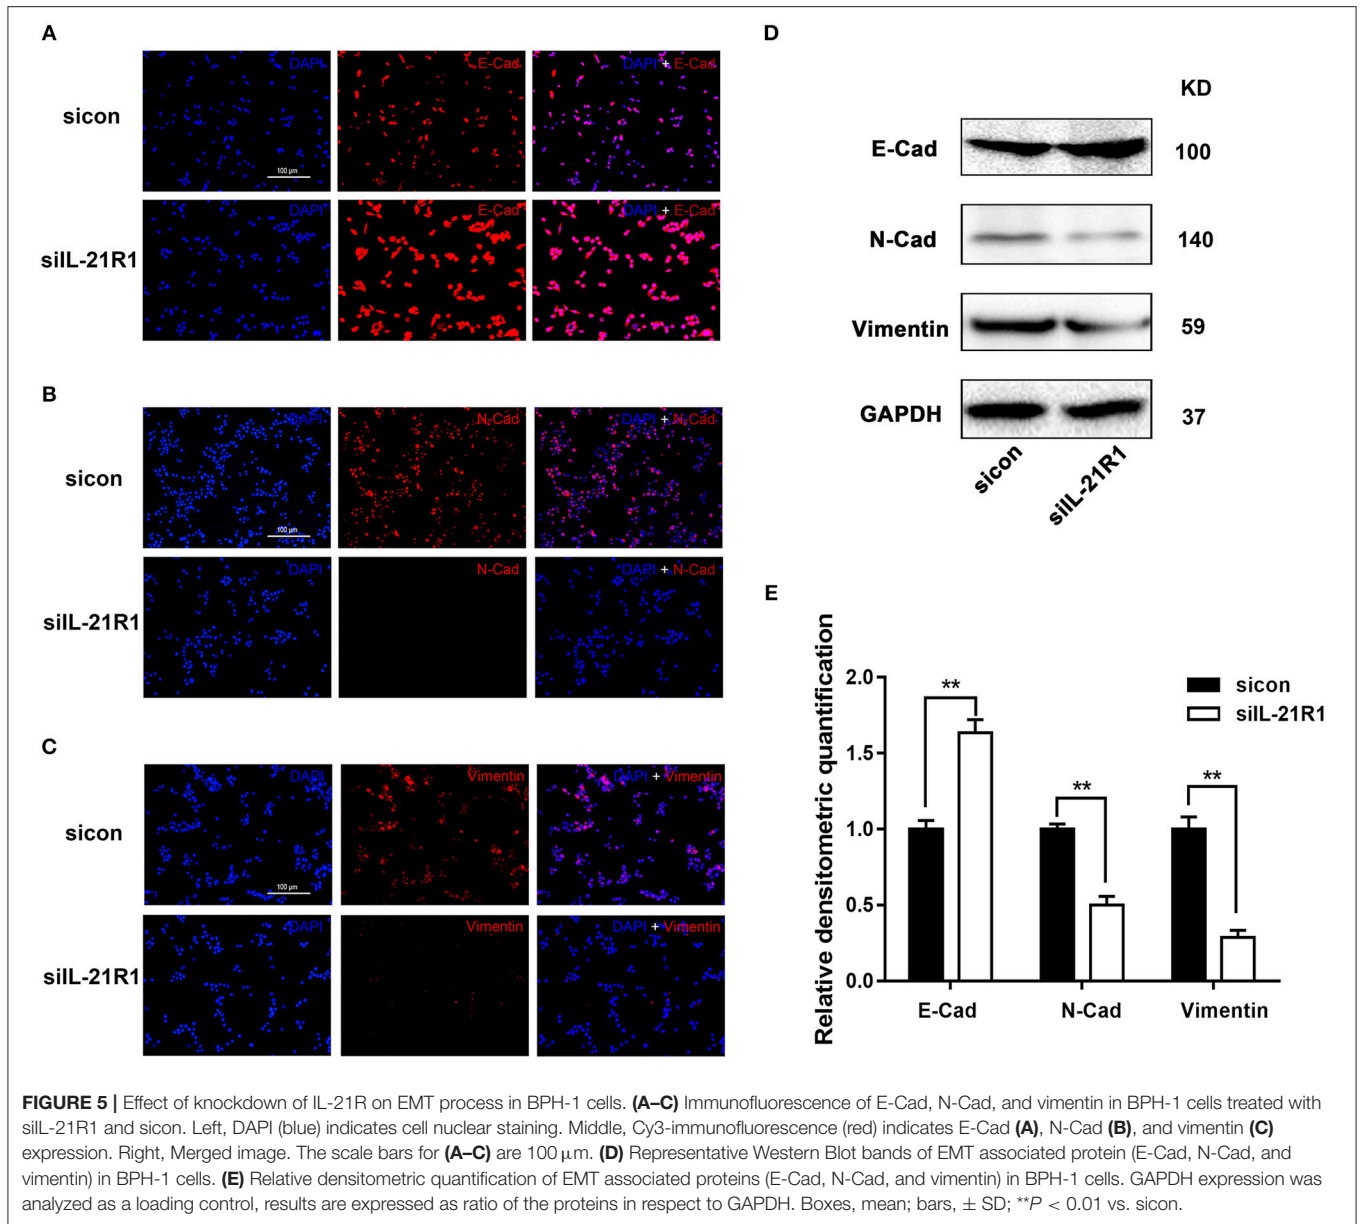 A
DAPI
E-Cad
DAPI + E-Cad
sicon
100 μm
DAPI
E-Cad
DAPI + E-Cad
siIL-21R1
B
DAPI
N-Cad
DAPI + N-Cad
sicon
100 μm
DAPI
N-Cad
DAPI + N-Cad
siIL-21R1
C
DAPI
Vimentin
DAPI + Vimentin
sicon
100 μm
DAPI
Vimentin
DAPI + Vimentin
siIL-21R1
D
KD
E-Cad 100
N-Cad 140
Vimentin 59
GAPDH 37
sicon siIL-21R1
E
Relative densitometric quantification
2.0
1.5
1.0
0.5
0.0
**
**
**
sicon
siIL-21R1
E-Cad N-Cad Vimentin
FIGURE 5 | Effect of knockdown of IL-21R on EMT process in BPH-1 cells. (A–C) Immunofluorescence of E-Cad, N-Cad, and vimentin in BPH-1 cells treated with
siIL-21R1 and sicon. Left, DAPI (blue) indicates cell nuclear staining. Middle, Cy3-immunofluorescence (red) indicates E-Cad (A), N-Cad (B), and vimentin (C)
expression. Right, Merged image. The scale bars for (A–C) are 100 μm. (D) Representative Western Blot bands of EMT associated protein (E-Cad, N-Cad, and
vimentin) in BPH-1 cells. (E) Relative densitometric quantification of EMT associated proteins (E-Cad, N-Cad, and vimentin) in BPH-1 cells. GAPDH expression was
analyzed as a loading control, results are expressed as ratio of the proteins in respect to GAPDH. Boxes, mean; bars, ± SD; **P < 0.01 vs. sicon.